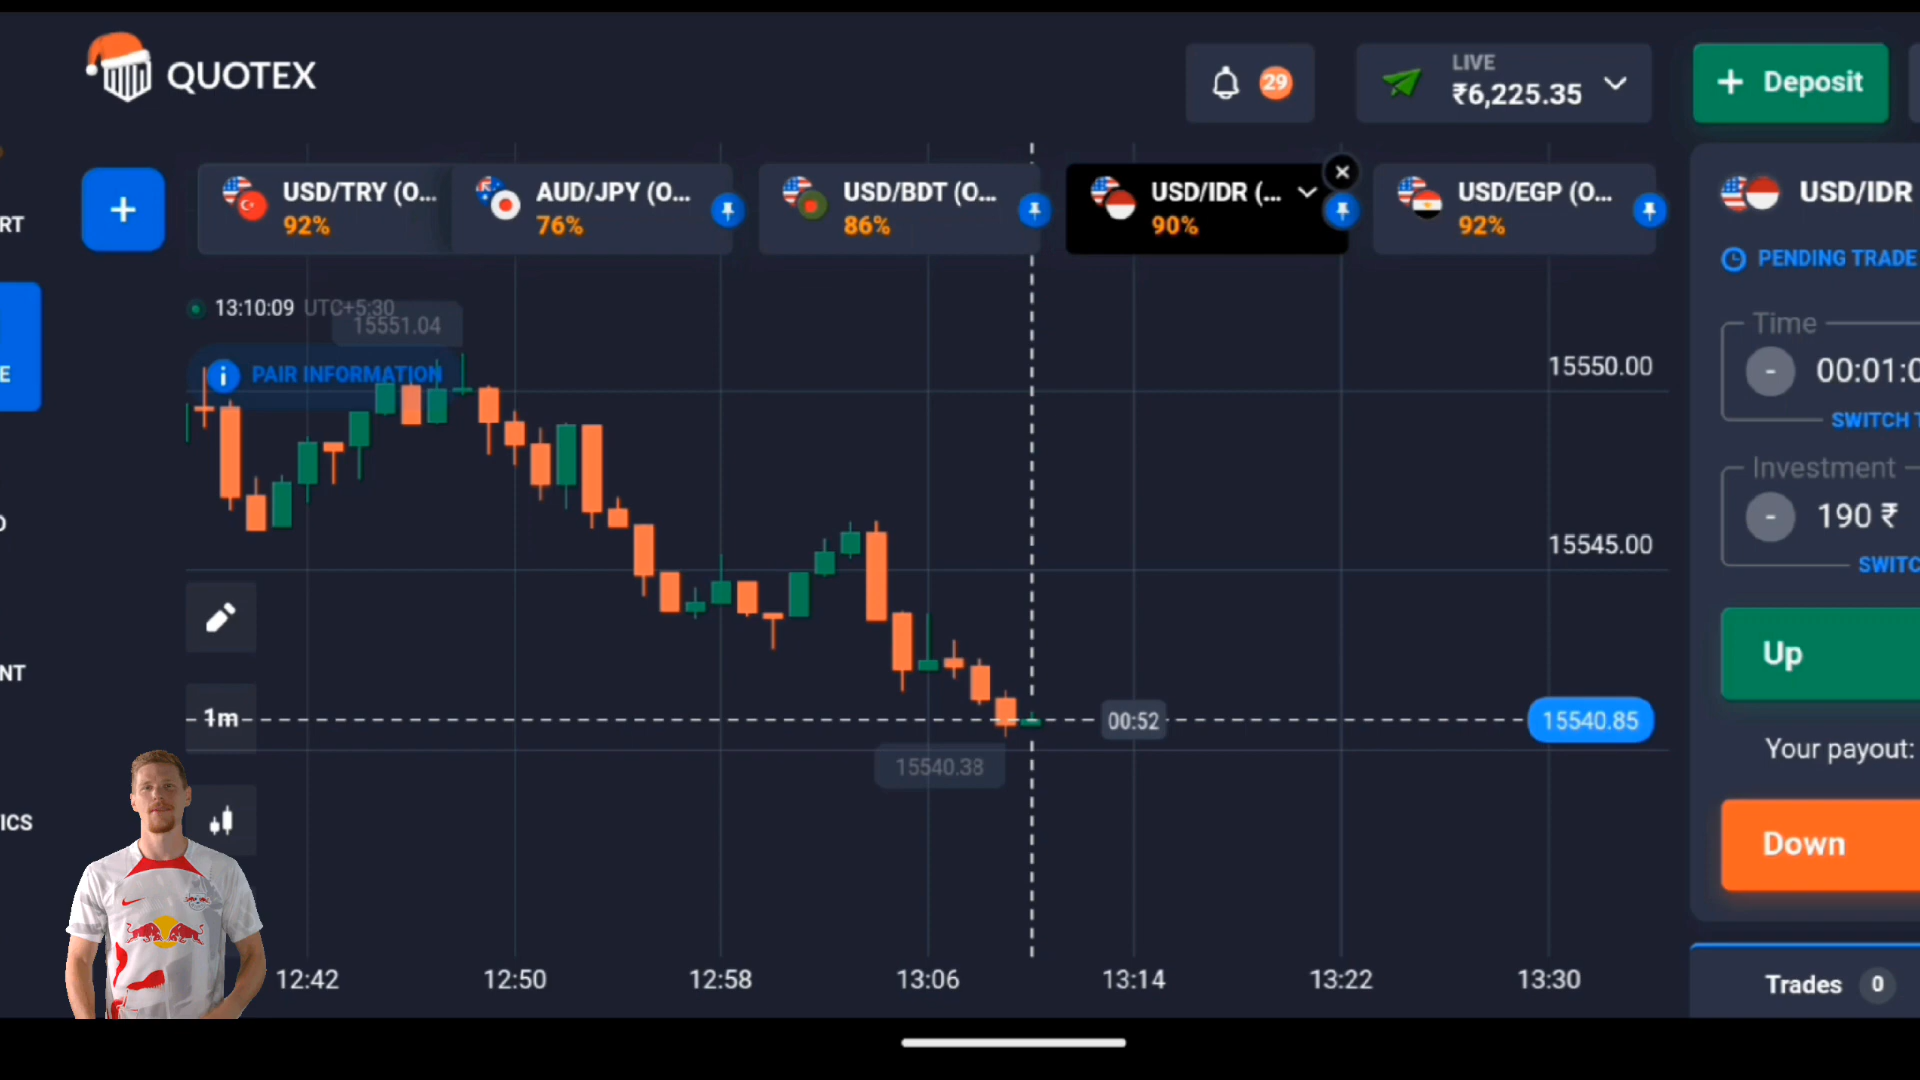 QUOTEX
29
LIVE
₹6,225.35
+ Deposit
+
USD/TRY (O...
92%
AUD/JPY (O...
76%
USD/BDT (O...
86%
USD/IDR (...
90%
USD/EGP (O...
92%
USD/IDR
RT
PENDING TRADE
13:10:09 UTC+5:30
15551.04
Time
PAIR INFORMATION
15550.00
E
- 00:01:0
SWITCH T
Investment
- 190 ₹
15545.00
SWITC
Up
NT
1m
00:52
15540.85
Your payout:
15540.38
ICS
Down
12:42
12:50
12:58
13:06
13:14
13:22
13:30
Trades 0